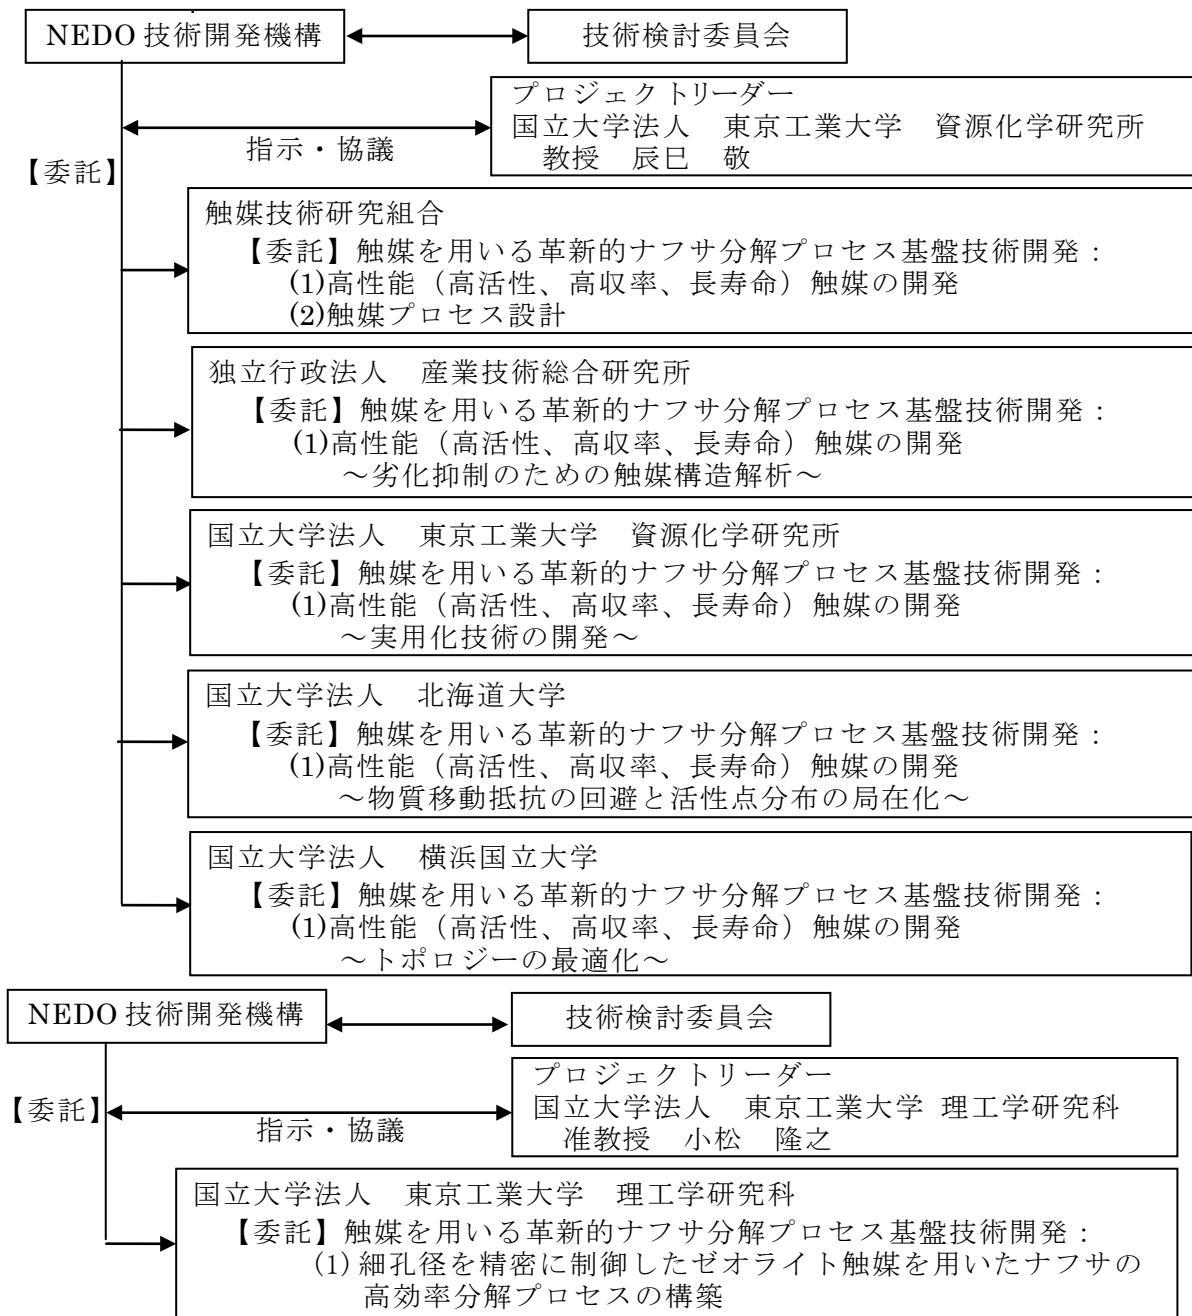 NEDO 技術開発機構
技術検討委員会
プロジェクトリーダー
国立大学法人　東京工業大学　資源化学研究所
教授　辰巳　敬
指示・協議
【委託】
触媒技術研究組合
【委託】触媒を用いる革新的ナフサ分解プロセス基盤技術開発：
(1)高性能（高活性、高収率、長寿命）触媒の開発
(2)触媒プロセス設計
独立行政法人　産業技術総合研究所
【委託】触媒を用いる革新的ナフサ分解プロセス基盤技術開発：
(1)高性能（高活性、高収率、長寿命）触媒の開発
～劣化抑制のための触媒構造解析～
国立大学法人　東京工業大学　資源化学研究所
【委託】触媒を用いる革新的ナフサ分解プロセス基盤技術開発：
(1)高性能（高活性、高収率、長寿命）触媒の開発
～実用化技術の開発～
国立大学法人　北海道大学
【委託】触媒を用いる革新的ナフサ分解プロセス基盤技術開発：
(1)高性能（高活性、高収率、長寿命）触媒の開発
～物質移動抵抗の回避と活性点分布の局在化～
国立大学法人　横浜国立大学
【委託】触媒を用いる革新的ナフサ分解プロセス基盤技術開発：
(1)高性能（高活性、高収率、長寿命）触媒の開発
～トポロジーの最適化～
NEDO 技術開発機構
技術検討委員会
プロジェクトリーダー
国立大学法人　東京工業大学 理工学研究科
准教授　小松　隆之
【委託】
指示・協議
国立大学法人　東京工業大学　理工学研究科
【委託】触媒を用いる革新的ナフサ分解プロセス基盤技術開発：
(1) 細孔径を精密に制御したゼオライト触媒を用いたナフサの
高効率分解プロセスの構築